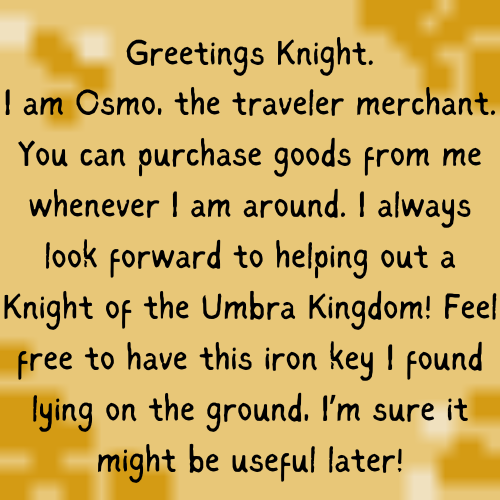 Greetings Knight.
I am Osmo, the traveler merchant.
You can purchase goods from me
whenever I am around. I always
look forward to helping out a
Knight of the Umbra Kingdom! Feel
free to have this iron key I found
lying on the ground, I'm sure it
might be useful later!